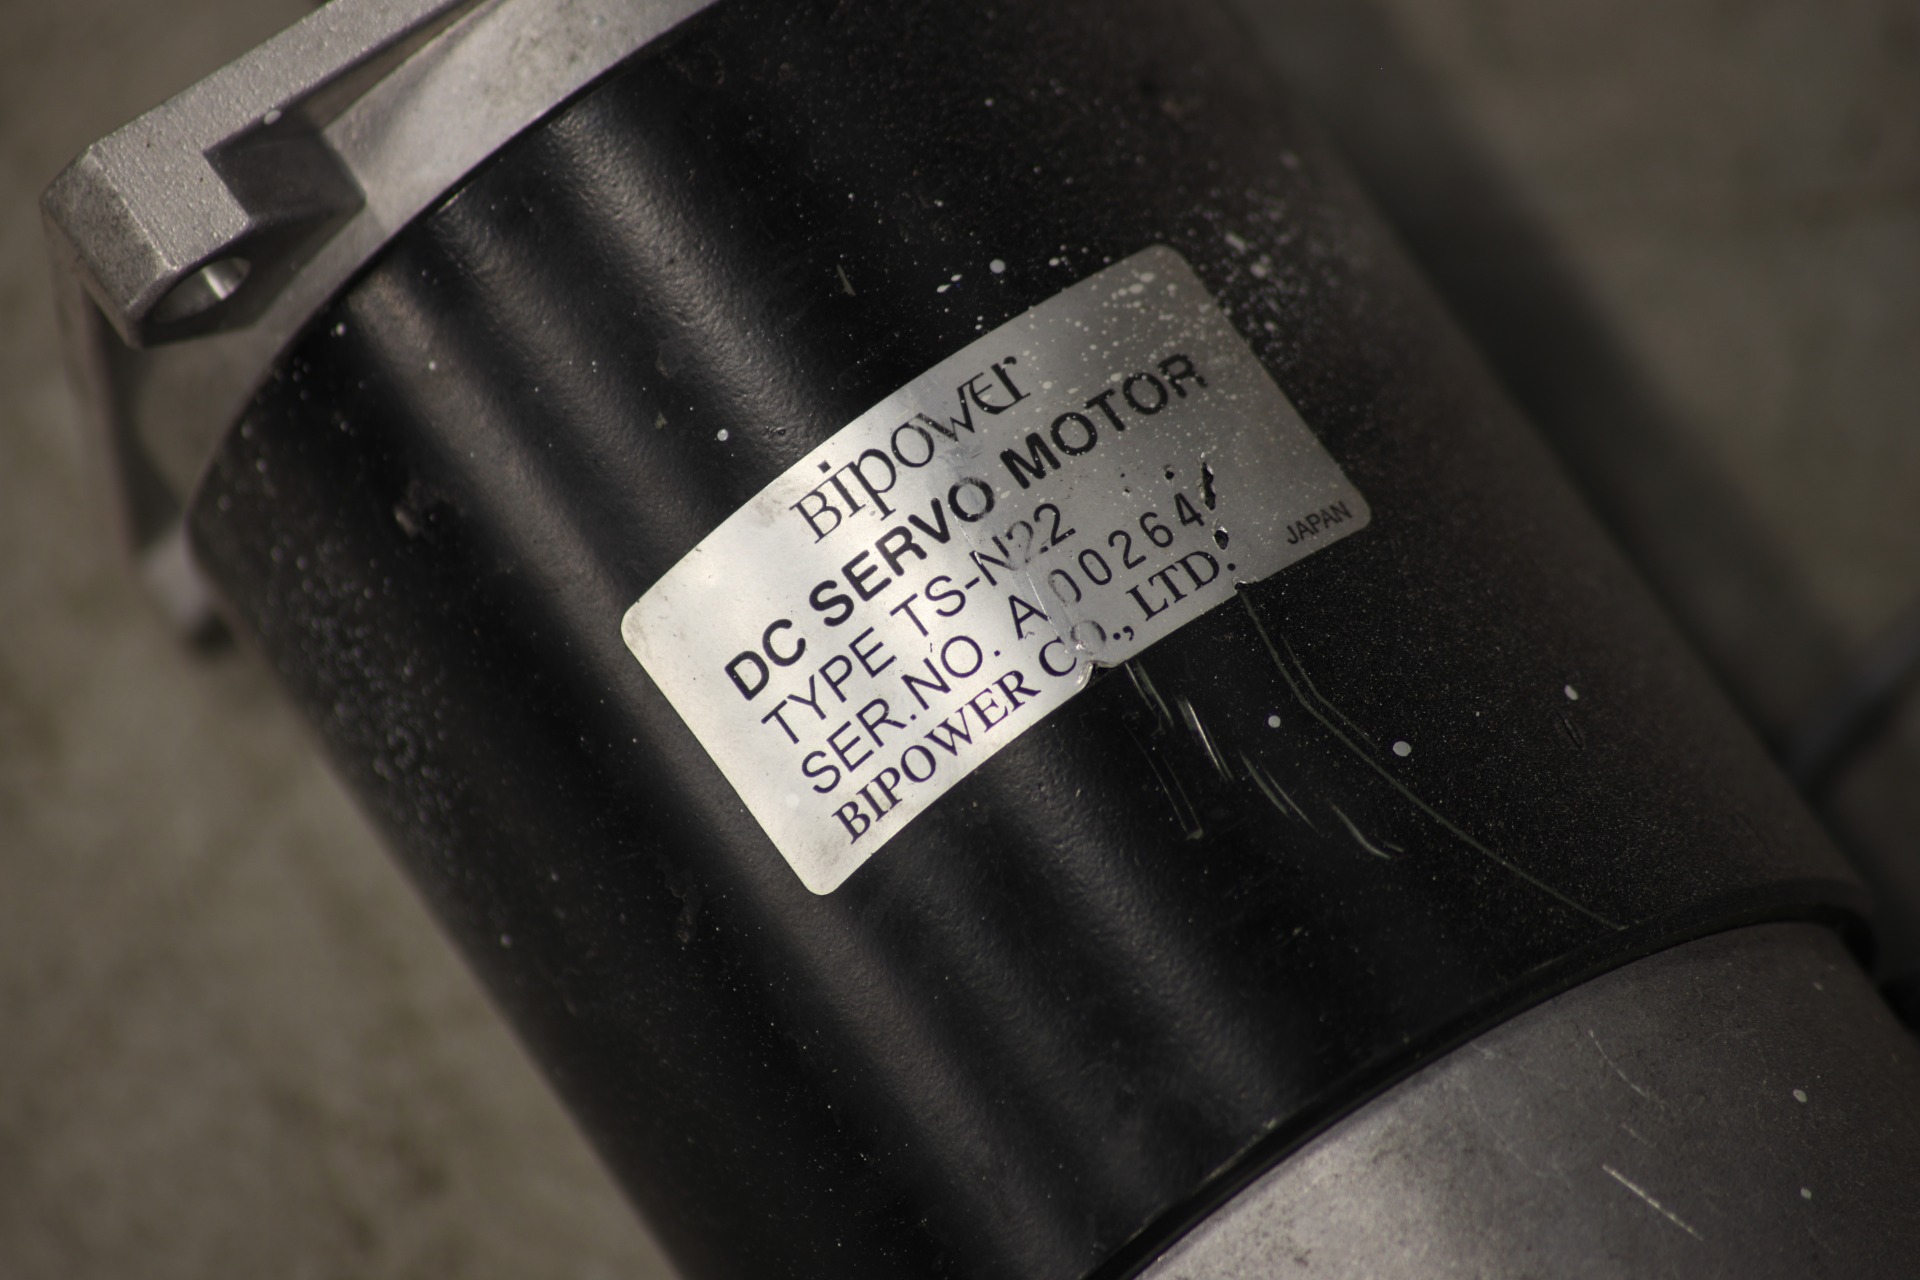 Bipower
DC SERVO MOTOR
TYPE TS-N22
SER.NO. A00264
BIPOWER CO., LTD.
JAPAN